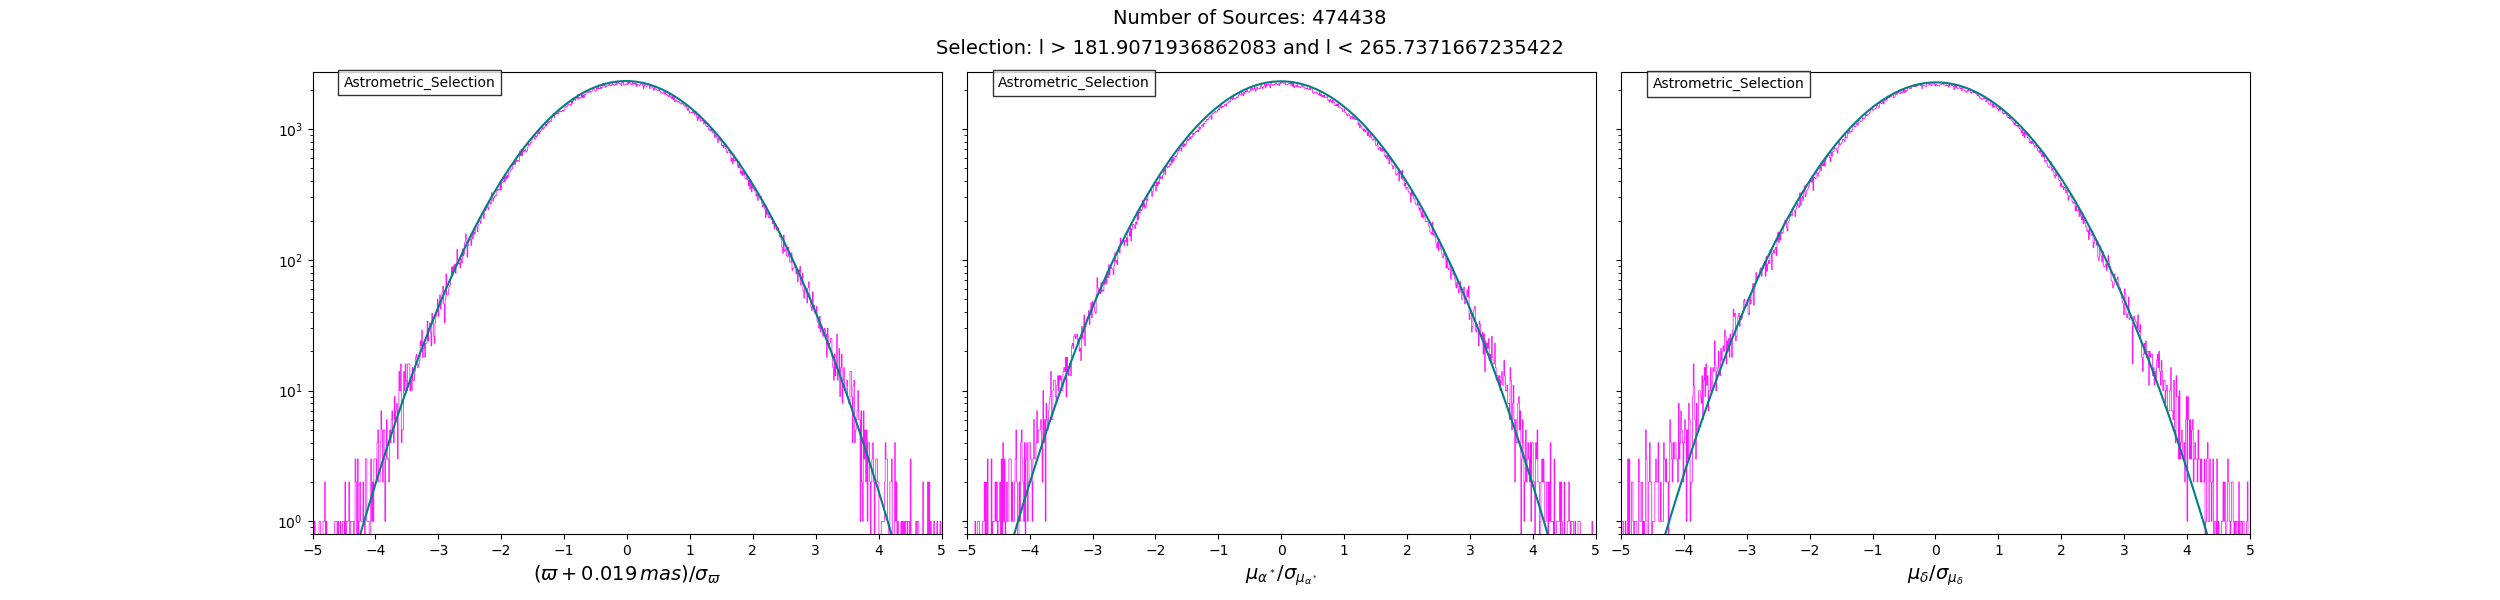 Number of Sources: 474438
Selection: l > 181.9071936862083 and l < 265.7371667235422
Astrometric_Selection
Astrometric_Selection
Astrometric_Selection
10³
10²
10¹
10⁰
−5 −4 −3 −2 −1 0 1 2 3 4 5
−5 −4 −3 −2 −1 0 1 2 3 4 5
−5 −4 −3 −2 −1 0 1 2 3 4 5
(ϖ + 0.019 mas)/σ_ϖ
μ_α*/σ_μ_α*
μ_δ/σ_μ_δ